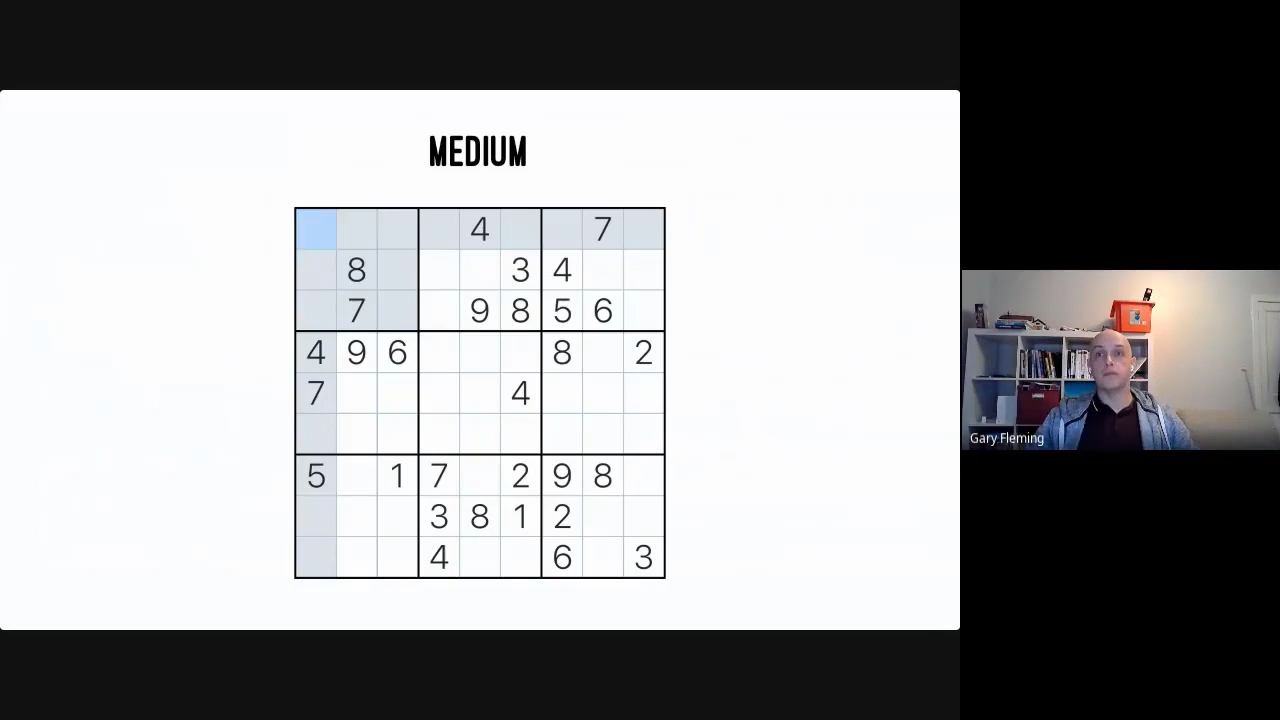 MEDIUM
4 7
8 3 4
7 9 8 5 6
4 9 6 8 2
7 4
5 1 7 2 9 8
3 8 1 2
4 6 3
Gary Fleming